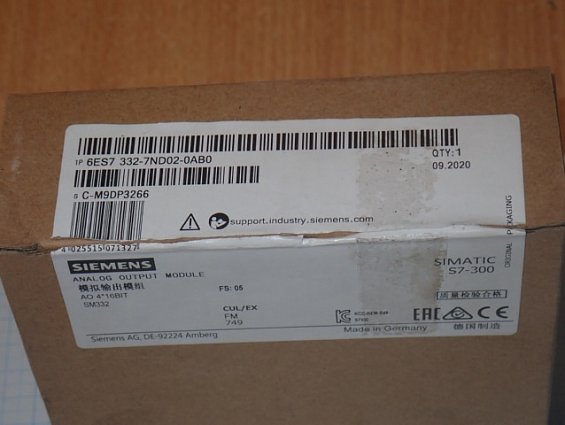 1P 6ES7 332-7ND02-0AB0
QTY: 1
09.2020
S C-M9DP3266
support.industry.siemens.com
4 025515 071327
ORIGINAL PACKAGING
SIEMENS
SIMATIC
S7-300
ANALOG OUTPUT MODULE
模拟输出模组
FS: 05
AO 4*16BIT
SM332
质量检验合格
CUL/EX
FM
749
EAC CE
Siemens AG, DE-92224 Amberg
Made in Germany
德国制造